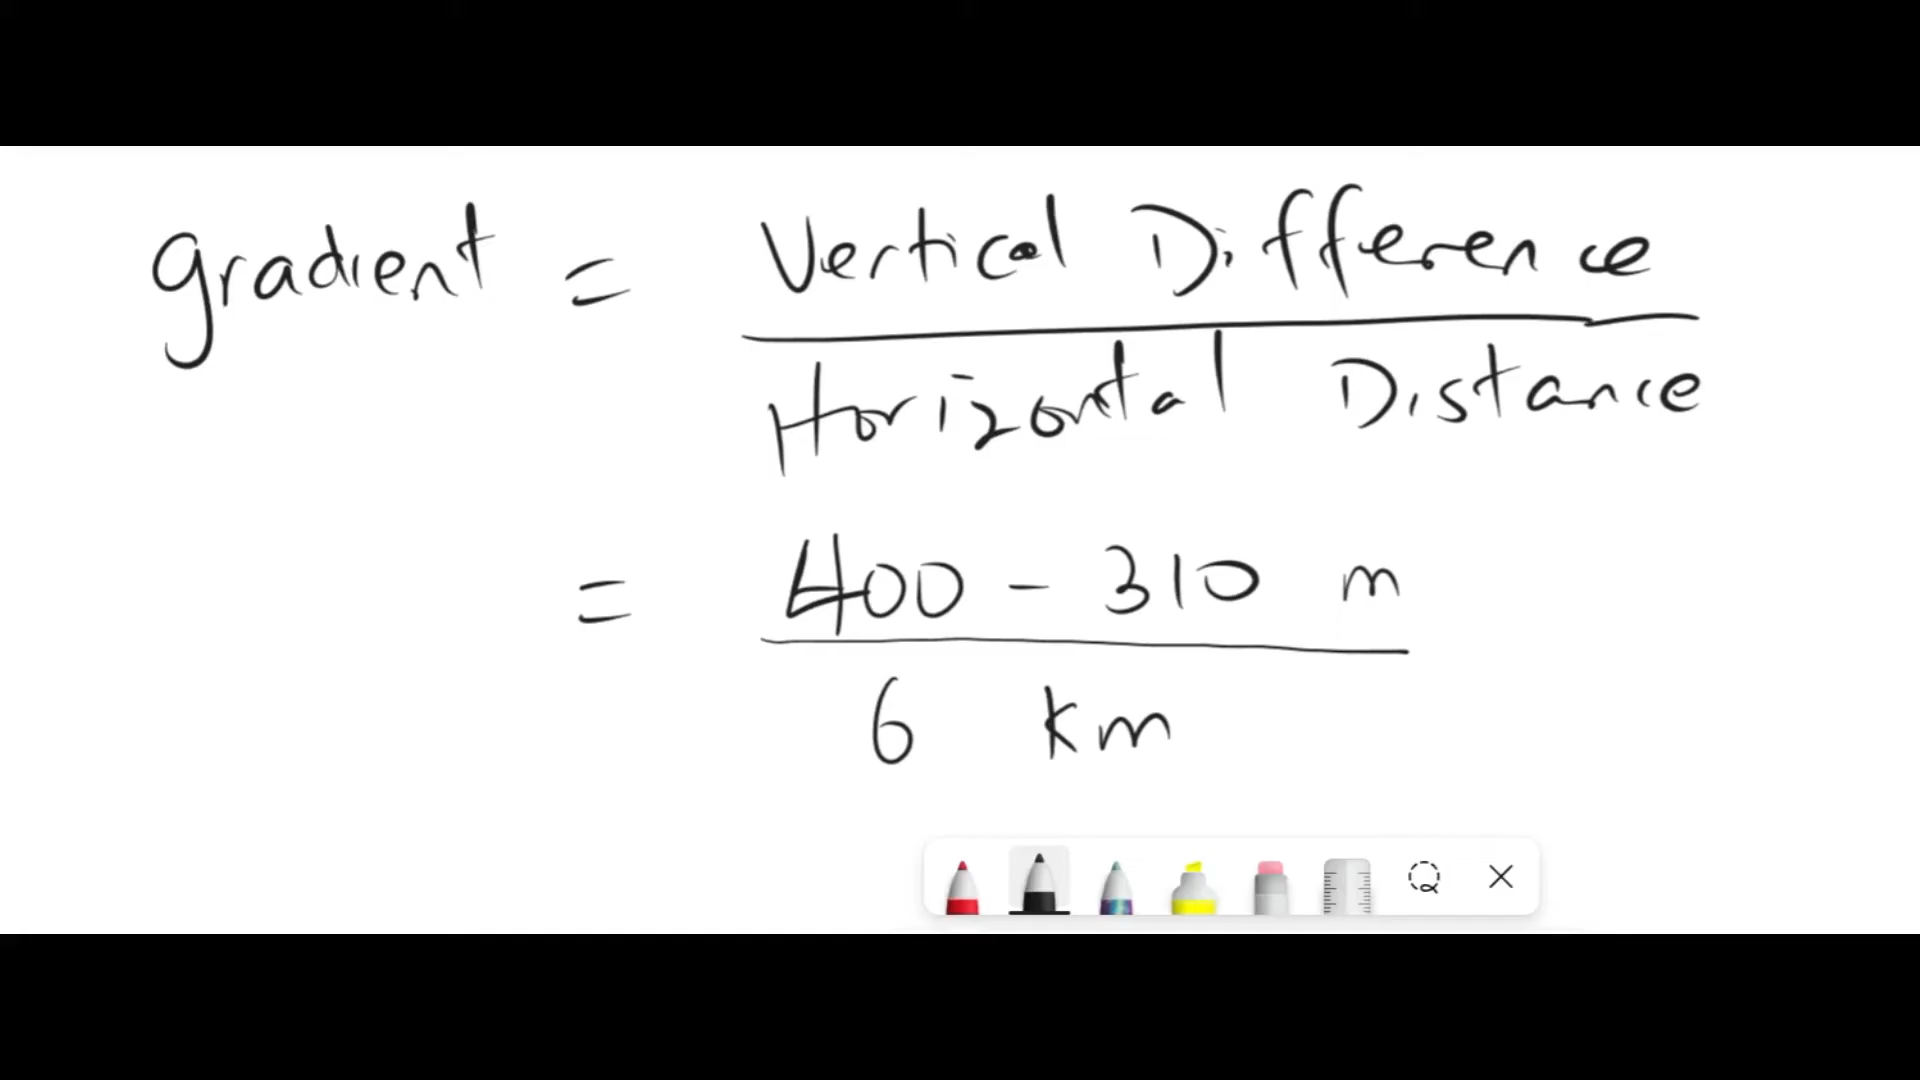 gradient = Vertical Difference
Horizontal Distance
= 400 - 310 m
6 km